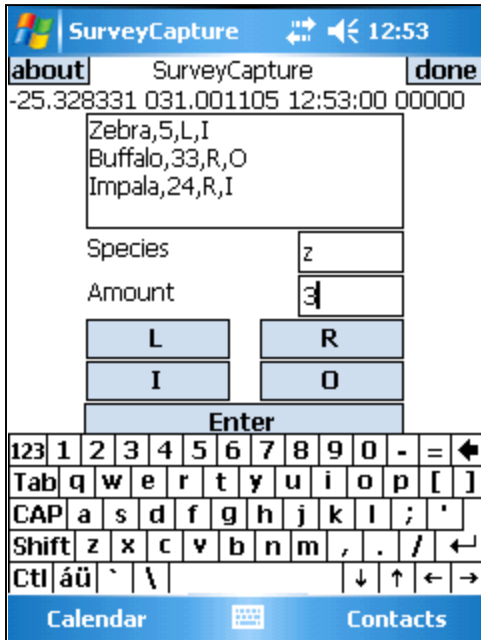 SurveyCapture 12:53
about SurveyCapture done
-25.328331 031.001105 12:53:00 00000
Zebra,5,L,I
Buffalo,33,R,O
Impala,24,R,I
Species z
Amount 3
L R
I O
Enter
123 1 2 3 4 5 6 7 8 9 0 - =
Tab q w e r t y u i o p [ ]
CAP a s d f g h j k l ; '
Shift z x c v b n m , . / ↵
Ctl áü ` \ ↓ ↑ ← →
Calendar Contacts